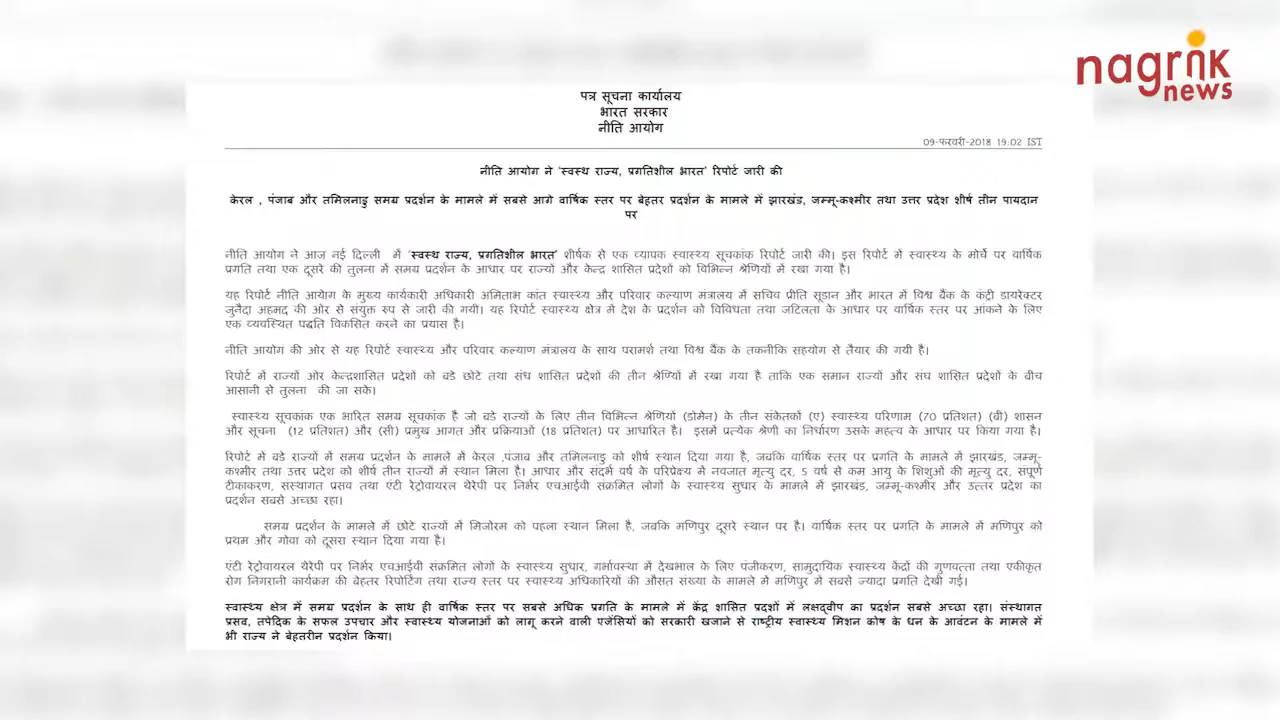 nagrik
news
पत्र सूचना कार्यालय
भारत सरकार
नीति आयोग
09-फरवरी-2018 19:02 IST
नीति आयोग ने 'स्वस्थ राज्य, प्रगतिशील भारत' रिपोर्ट जारी की
केरल , पंजाब और तमिलनाडु समग्र प्रदर्शन के मामले में सबसे आगे वार्षिक स्तर पर बेहतर प्रदर्शन के मामले में झारखंड, जम्मू-कश्मीर तथा उत्तर प्रदेश शीर्ष तीन पायदान
पर
नीति आयोग ने आज नई दिल्ली में 'स्वस्थ राज्य, प्रगतिशील भारत' शीर्षक से एक व्यापक स्वास्थ्य सूचकांक रिपोर्ट जारी की। इस रिपोर्ट में स्वास्थ्य के मोर्चे पर वार्षिक
प्रगति तथा एक दूसरे की तुलना में समग्र प्रदर्शन के आधार पर राज्यों और केन्द्र शासित प्रदेशों को विभिन्न श्रेणियों में रखा गया है।
यह रिपोर्ट नीति आयोग के मुख्य कार्यकारी अधिकारी अमिताभ कांत स्वास्थ्य और परिवार कल्याण मंत्रालय में सचिव प्रीति सूडान और भारत में विश्व बैंक के कंट्री डायरेक्टर
जुनैदा अहमद की ओर से संयुक्त रुप से जारी की गयी। यह रिपोर्ट स्वास्थ्य क्षेत्र में देश के प्रदर्शन को विविधता तथा जटिलता के आधार पर वार्षिक स्तर पर आंकने के लिए
एक व्यवस्थित पद्धति विकसित करने का प्रयास है।
नीति आयोग की ओर से यह रिपोर्ट स्वास्थ्य और परिवार कल्याण मंत्रालय के साथ परामर्श तथा विश्व बैंक के तकनीकि सहयोग से तैयार की गयी है।
रिपोर्ट में राज्यों ओर केन्द्रशासित प्रदेशों को बडे छोटे तथा संध शासित प्रदेशों की तीन श्रेण्यिों में रखा गया है ताकि एक समान राज्यों और संघ शासित प्रदेशों के बीच
आसानी से तुलना की जा सके।
स्वास्थ्य सूचकांक एक भारित समग्र सूचकांक है जो बडे राज्यों के लिए तीन विभिन्न श्रेणियों (डोमेन) के तीन संकेतकों (ए) स्वास्थ्य परिणाम (70 प्रतिशत) (बी) शासन
और सूचना (12 प्रतिशत) और (सी) प्रमुख आगत और प्रक्रियाओं (18 प्रतिशत) पर आधारित है। इसमें प्रत्येक श्रेणी का निर्धारण उसके महत्व के आधार पर किया गया है।
रिपोर्ट में बडे राज्यों में समग्र प्रदर्शन के मामले में केरल ,पंजाब और तमिलनाडु को शीर्ष स्थान दिया गया है, जबकि वार्षिक स्तर पर प्रगति के मामले में झारखंड, जम्मू-
कश्मीर तथा उत्तर प्रदेश को शीर्ष तीन राज्यों में स्थान मिला है। आधार और संदर्भ वर्ष के परिप्रेक्ष्य में नवजात मृत्यु दर, 5 वर्ष से कम आयु के शिशुओं की मृत्यु दर, संपूर्ण
टीकाकरण, संस्थागत प्रसव तथा एंटी रेट्रोवायरल थेरेपी पर निर्भर एचआईवी संक्रमित लोगों के स्वास्थ्य सुधार के मामले में झारखंड, जम्मू-कश्मीर और उत्तर प्रदेश का
प्रदर्शन सबसे अच्छा रहा।
समग्र प्रदर्शन के मामले में छोटे राज्यों में मिजोरम को पहला स्थान मिला है, जबकि मणिपुर दूसरे स्थान पर है। वार्षिक स्तर पर प्रगति के मामले में मणिपुर को
प्रथम और गोवा को दूसरा स्थान दिया गया है।
एंटी रेट्रोवायरल थेरेपी पर निर्भर एचआईवी संक्रमित लोगों के स्वास्थ्य सुधार, गर्भावस्था में देखभाल के लिए पंजीकरण, सामुदायिक स्वास्थ्य केंद्रों की गुणवत्ता तथा एकीकृत
रोग निगरानी कार्यक्रम की बेहतर रिपोर्टिंग तथा राज्य स्तर पर स्वास्थ्य अधिकारियों की औसत संख्या के मामले में मणिपुर में सबसे ज्यादा प्रगति देखी गई।
स्वास्थ्य क्षेत्र में समग्र प्रदर्शन के साथ ही वार्षिक स्तर पर सबसे अधिक प्रगति के मामले में केंद्र शासित प्रदशों में लक्षद्वीप का प्रदर्शन सबसे अच्छा रहा। संस्थागत
प्रसव, तपेदिक के सफल उपचार और स्वास्थ्य योजनाओं को लागू करने वाली एजेंसियों को सरकारी खजाने से राष्ट्रीय स्वास्थ्य मिशन कोष के धन के आवंटन के मामले में
भी राज्य ने बेहतरीन प्रदर्शन किया।